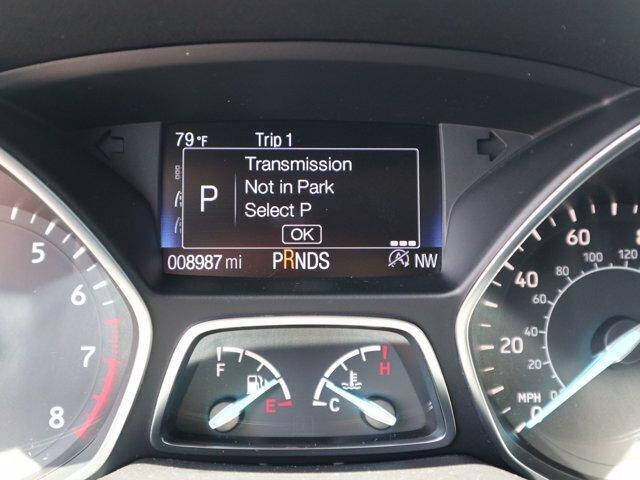 79°F Trip 1
Transmission
P Not in Park
Select P
OK
008987 mi PRNDS NW
5
6
7
8
F E
C H
60 8
40
20
0
120
100
80
60
40
20
MPH